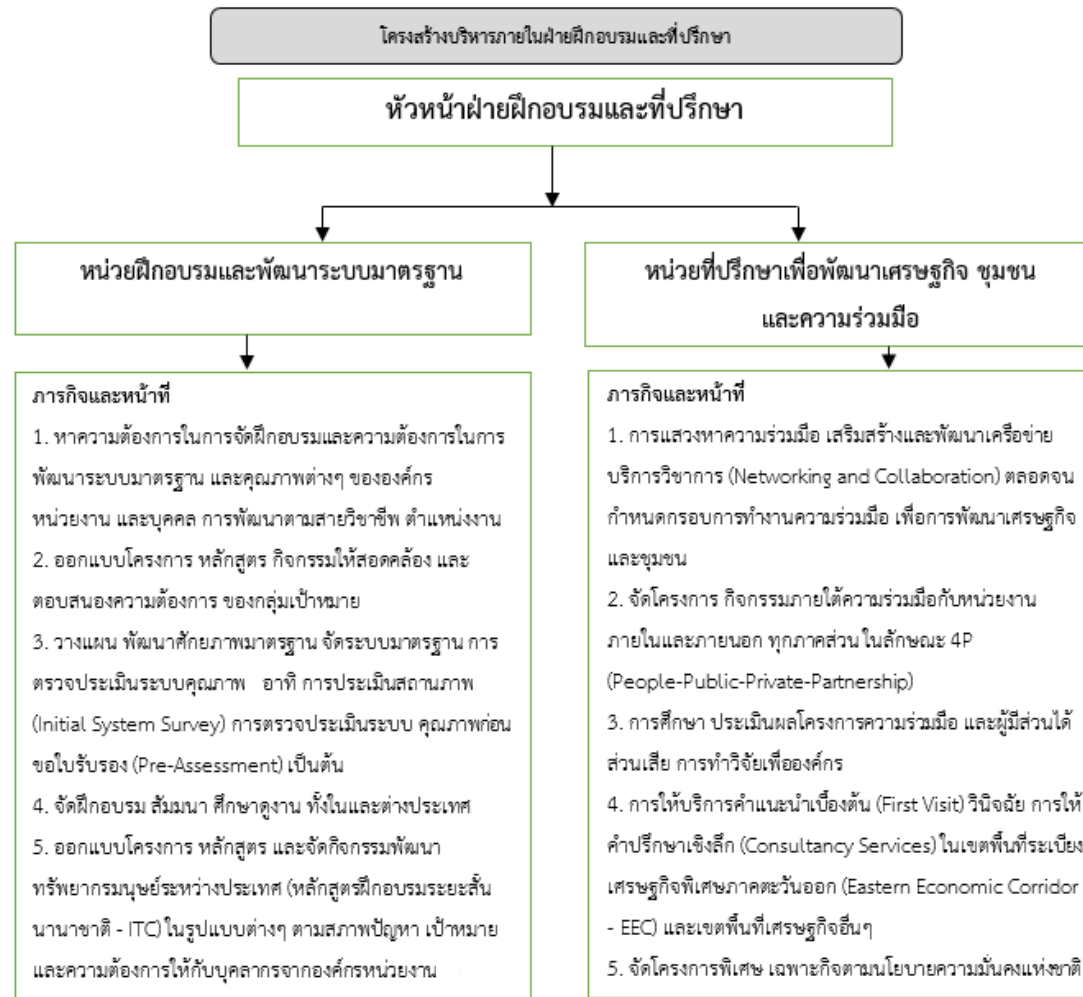 โครงสร้างบริหารภายในฝ่ายฝึกอบรมและที่ปรึกษา
หัวหน้าฝ่ายฝึกอบรมและที่ปรึกษา
หน่วยฝึกอบรมและพัฒนาระบบมาตรฐาน
ภารกิจและหน้าที่
1. หาความต้องการในการจัดฝึกอบรมและความต้องการในการ
พัฒนาระบบมาตรฐาน และคุณภาพต่างๆ ขององค์กร
หน่วยงาน และบุคคล การพัฒนาตามสายวิชาชีพ ตำแหน่งงาน
2. ออกแบบโครงการ หลักสูตร กิจกรรมให้สอดคล้อง และ
ตอบสนองความต้องการ ของกลุ่มเป้าหมาย
3. วางแผน พัฒนาศักยภาพมาตรฐาน จัดระบบมาตรฐาน การ
ตรวจประเมินระบบคุณภาพ อาทิ การประเมินสถานภาพ
(Initial System Survey) การตรวจประเมินระบบ คุณภาพก่อน
ขอใบรับรอง (Pre-Assessment) เป็นต้น
4. จัดฝึกอบรม สัมมนา ศึกษาดูงาน ทั้งในและต่างประเทศ
5. ออกแบบโครงการ หลักสูตร และจัดกิจกรรมพัฒนา
ทรัพยากรมนุษย์ระหว่างประเทศ (หลักสูตรฝึกอบรมระยะสั้น
นานาชาติ - ITC) ในรูปแบบต่างๆ ตามสภาพปัญหา เป้าหมาย
และความต้องการให้กับบุคลากรจากองค์กรหน่วยงาน
หน่วยที่ปรึกษาเพื่อพัฒนาเศรษฐกิจ ชุมชน
และความร่วมมือ
ภารกิจและหน้าที่
1. การแสวงหาความร่วมมือ เสริมสร้างและพัฒนาเครือข่าย
บริการวิชาการ (Networking and Collaboration) ตลอดจน
กำหนดกรอบการทำงานความร่วมมือ เพื่อการพัฒนาเศรษฐกิจ
และชุมชน
2. จัดโครงการ กิจกรรมภายใต้ความร่วมมือกับหน่วยงาน
ภายในและภายนอก ทุกภาคส่วน ในลักษณะ 4P
(People-Public-Private-Partnership)
3. การศึกษา ประเมินผลโครงการความร่วมมือ และผู้มีส่วนได้
ส่วนเสีย การทำวิจัยเพื่อองค์กร
4. การให้บริการคำแนะนำเบื้องต้น (First Visit) วินิจฉัย การให้
คำปรึกษาเชิงลึก (Consultancy Services) ในเขตพื้นที่ระเบียง
เศรษฐกิจพิเศษภาคตะวันออก (Eastern Economic Corridor
- EEC) และเขตพื้นที่เศรษฐกิจอื่นๆ
5. จัดโครงการพิเศษ เฉพาะกิจตามนโยบายความมั่นคงแห่งชาติ